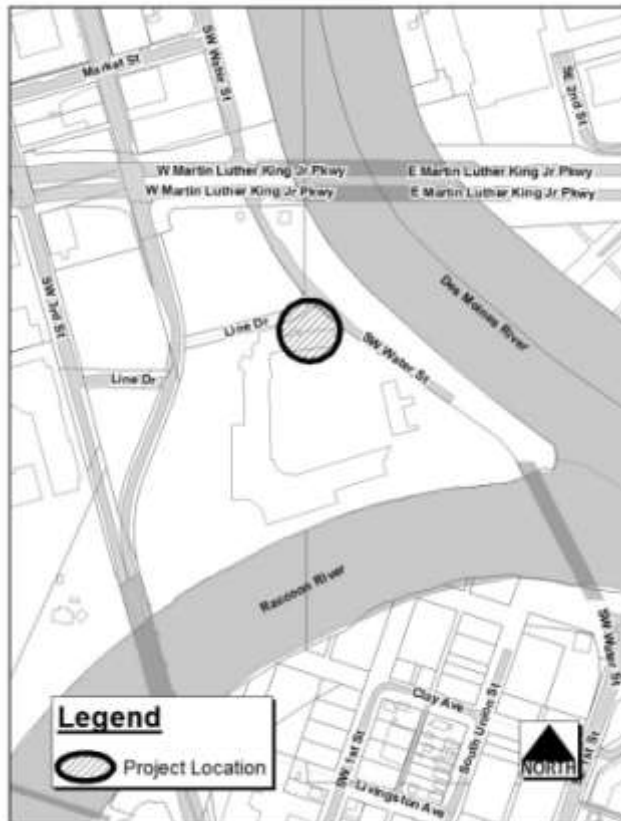 Market St
SW Water St
SE 2nd St
W Martin Luther King Jr Pkwy
E Martin Luther King Jr Pkwy
W Martin Luther King Jr Pkwy
E Martin Luther King Jr Pkwy
SW 3rd St
Line Dr
Line Dr
SW Water St
Des Moines River
Raccoon River
SW Water St
Clay Ave
South Union St
SW 1st St
Livingston Ave
1st St
Legend
Project Location
NORTH